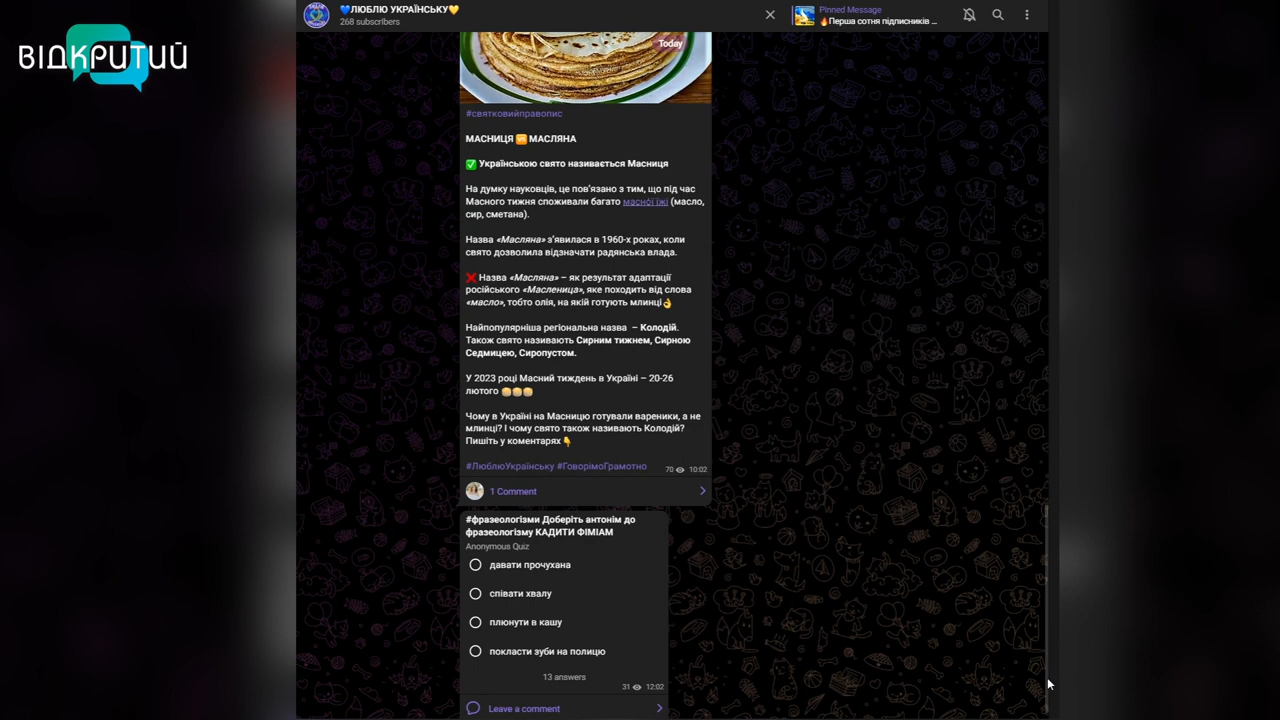 ВІДКРИТИЙ
💙ЛЮБЛЮ УКРАЇНСЬКУ💛
268 subscribers
Pinned Message
🔥Перша сотня підписників ...
Today
#святковийправопис
МАСНИЦЯ 🆚 МАСЛЯНА
✅ Українською свято називається Масниця
На думку науковців, це пов'язано з тим, що під час
Масного тижня споживали багато масної їжі (масло,
сир, сметана).
Назва «Масляна» з'явилася в 1960-х роках, коли
свято дозволила відзначати радянська влада.
❌ Назва «Масляна» – як результат адаптації
російського «Масленица», яке походить від слова
«масло», тобто олія, на якій готують млинці👌
Найпопулярніша регіональна назва – Колодій.
Також свято називають Сирним тижнем, Сирною
Седмицею, Сиропустом.
У 2023 році Масний тиждень в Україні – 20-26
лютого 🥟🥟🥟
Чому в Україні на Масницю готували вареники, а не
млинці? І чому свято також називають Колодій?
Пишіть у коментарях👇
#ЛюблюУкраїнську #ГоворімоГрамотно
70 10:02
1 Comment
#фразеологізми Доберіть антонім до
фразеологізму КАДИТИ ФІМІАМ
Anonymous Quiz
давати прочухана
співати хвалу
плюнути в кашу
покласти зуби на полицю
13 answers
31 12:02
Leave a comment